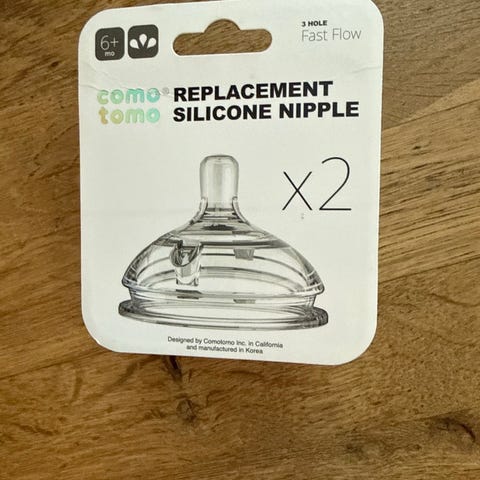 6+
mo
3 HOLE
Fast Flow
como
tomo®
REPLACEMENT
SILICONE NIPPLE
x2
Designed by Comotomo Inc. in California
and manufactured in Korea